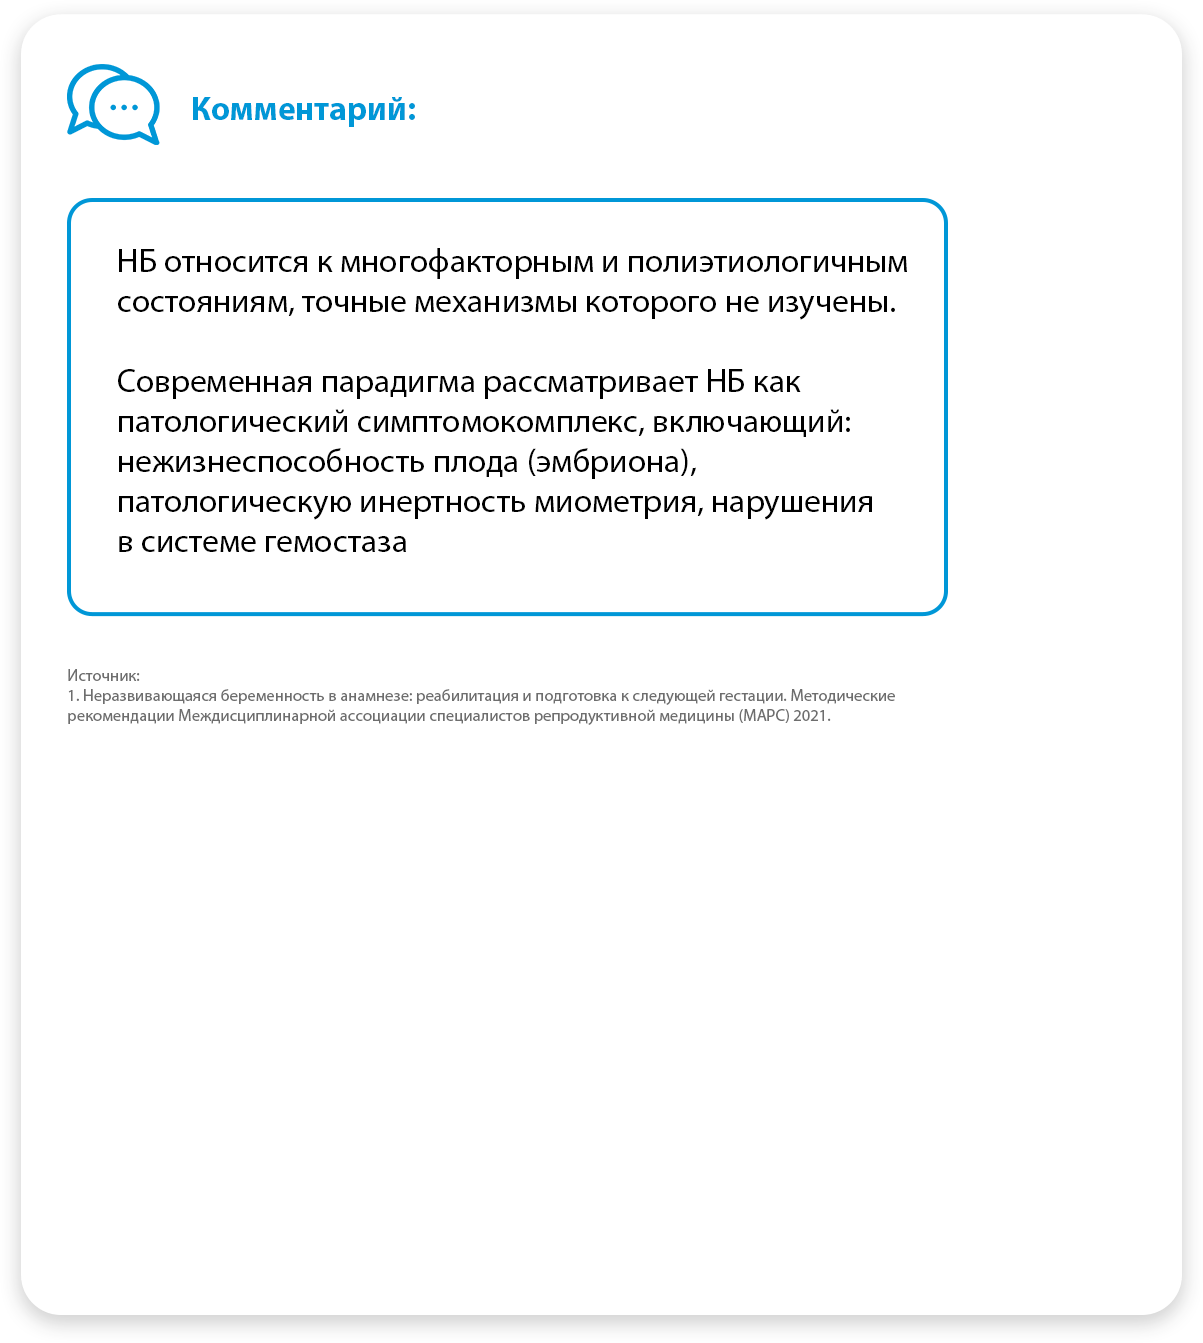 Комментарий:
НБ относится к многофакторным и полиэтиологичным
состояниям, точные механизмы которого не изучены.
Современная парадигма рассматривает НБ как
патологический симптомокомплекс, включающий:
нежизнеспособность плода (эмбриона),
патологическую инертность миометрия, нарушения
в системе гемостаза
Источник:
1. Неразвивающаяся беременность в анамнезе: реабилитация и подготовка к следующей гестации. Методические
рекомендации Междисциплинарной ассоциации специалистов репродуктивной медицины (МАРС) 2021.